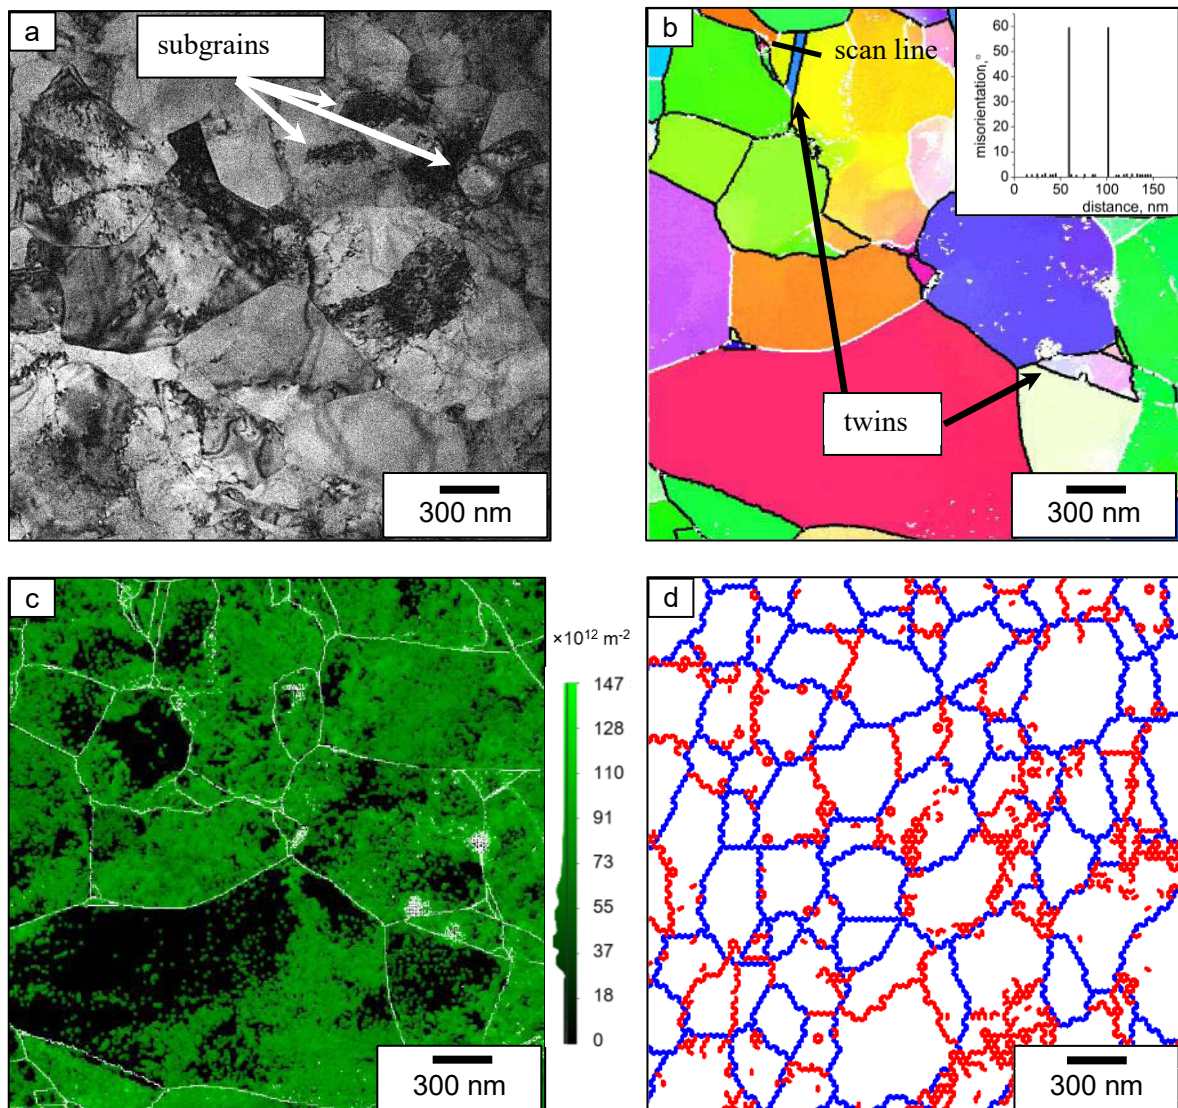 a
subgrains
300 nm
b
scan line
misorientation,°
60
50
40
30
20
10
0
0
50
100
150
distance, nm
twins
300 nm
c
×10¹² m⁻²
147
128
110
91
73
55
37
18
0
300 nm
d
300 nm